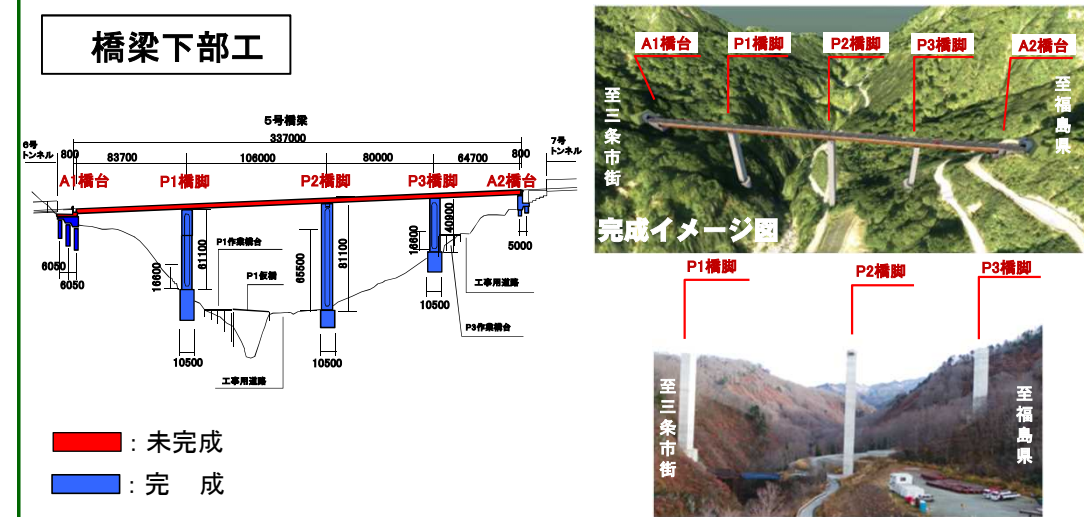 橋梁下部工
5号橋梁
337000
6号
トンネル
800
83700
106000
80000
64700
800
7号
トンネル
A1橋台
P1橋脚
P2橋脚
P3橋脚
A2橋台
6050
6050
16600
61100
10500
P1作業構台
P1仮橋
工事用道路
65500
81100
10500
16600
40900
10500
5000
工事用道路
P3作業構台
:未完成
:完 成
A1橋台
P1橋脚
P2橋脚
P3橋脚
A2橋台
至三条市街
至福島県
完成イメージ図
P1橋脚
P2橋脚
P3橋脚
至三条市街
至福島県